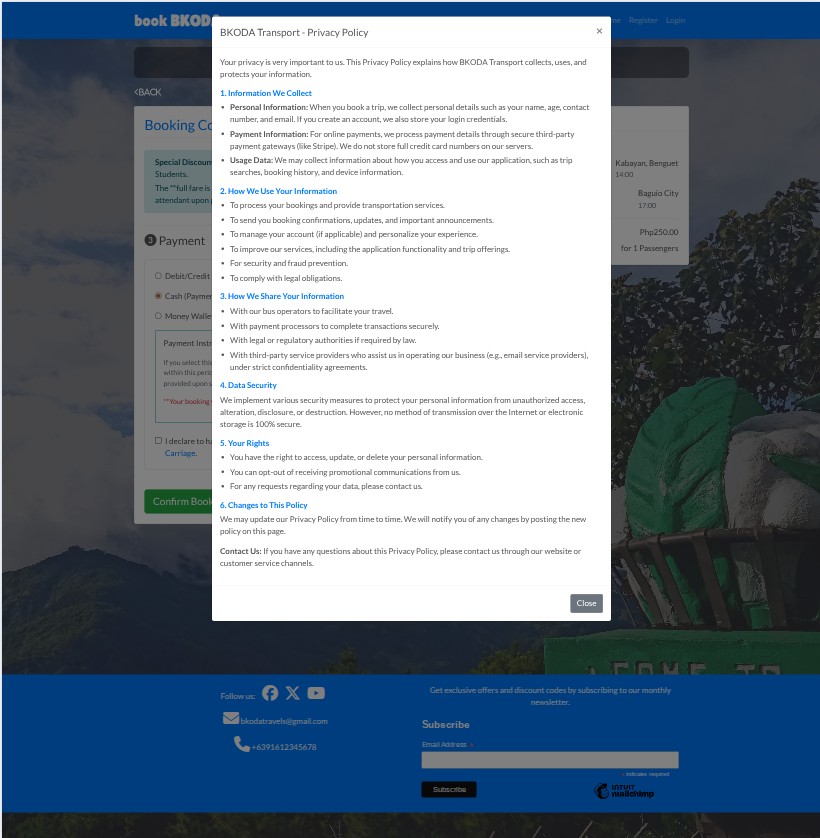 book BKODA
me Register Login
BKODA Transport - Privacy Policy ×
Your privacy is very important to us. This Privacy Policy explains how BKODA Transport collects, uses, and
protects your information.
1. Information We Collect
• Personal Information: When you book a trip, we collect personal details such as your name, age, contact
number, and email. If you create an account, we also store your login credentials.
• Payment Information: For online payments, we process payment details through secure third-party
payment gateways (like Stripe). We do not store full credit card numbers on our servers.
• Usage Data: We may collect information about how you access and use our application, such as trip
searches, booking history, and device information.
2. How We Use Your Information
• To process your bookings and provide transportation services.
• To send you booking confirmations, updates, and important announcements.
• To manage your account (if applicable) and personalize your experience.
• To improve our services, including the application functionality and trip offerings.
• For security and fraud prevention.
• To comply with legal obligations.
3. How We Share Your Information
• With our bus operators to facilitate your travel.
• With payment processors to complete transactions securely.
• With legal or regulatory authorities if required by law.
• With third-party service providers who assist us in operating our business (e.g., email service providers),
under strict confidentiality agreements.
4. Data Security
We implement various security measures to protect your personal information from unauthorized access,
alteration, disclosure, or destruction. However, no method of transmission over the Internet or electronic
storage is 100% secure.
5. Your Rights
• You have the right to access, update, or delete your personal information.
• You can opt-out of receiving promotional communications from us.
• For any requests regarding your data, please contact us.
6. Changes to This Policy
We may update our Privacy Policy from time to time. We will notify you of any changes by posting the new
policy on this page.
Contact Us: If you have any questions about this Privacy Policy, please contact us through our website or
customer service channels.
Close
<BACK
Booking Co
Special Discoun
Students.
The **full fare is
attendant upon
3 Payment
Debit/Credit
Cash (Paymen
Money Walle
Payment Instr
If you select this
within this perio
provided upon s
**Your booking
I declare to ha
Carriage.
Confirm Book
Kabayan, Benguet
14:00
Baguio City
17:00
Php250.00
for 1 Passengers
COME TO
Follow us:
bkodatravels@gmail.com
+6391612345678
Get exclusive offers and discount codes by subscribing to our monthly
newsletter.
Subscribe
Email Address *
* indicates required
Subscribe
INTUIT
mailchimp